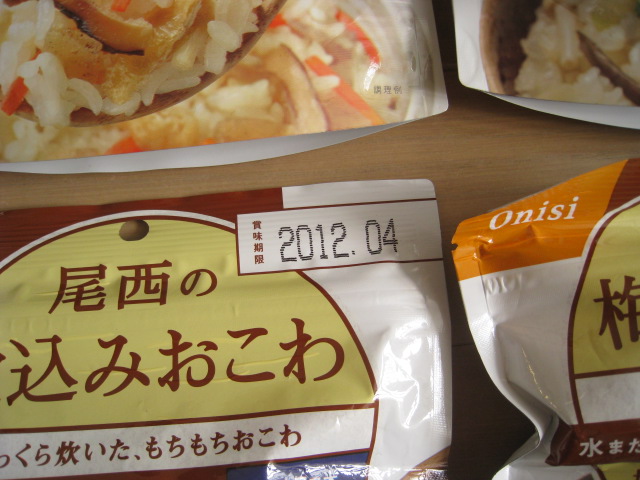 調理例
賞味期限
2012.04
尾西の
込みおこわ
っくら炊いた、もちもちおこわ
Onisi
梅
水また